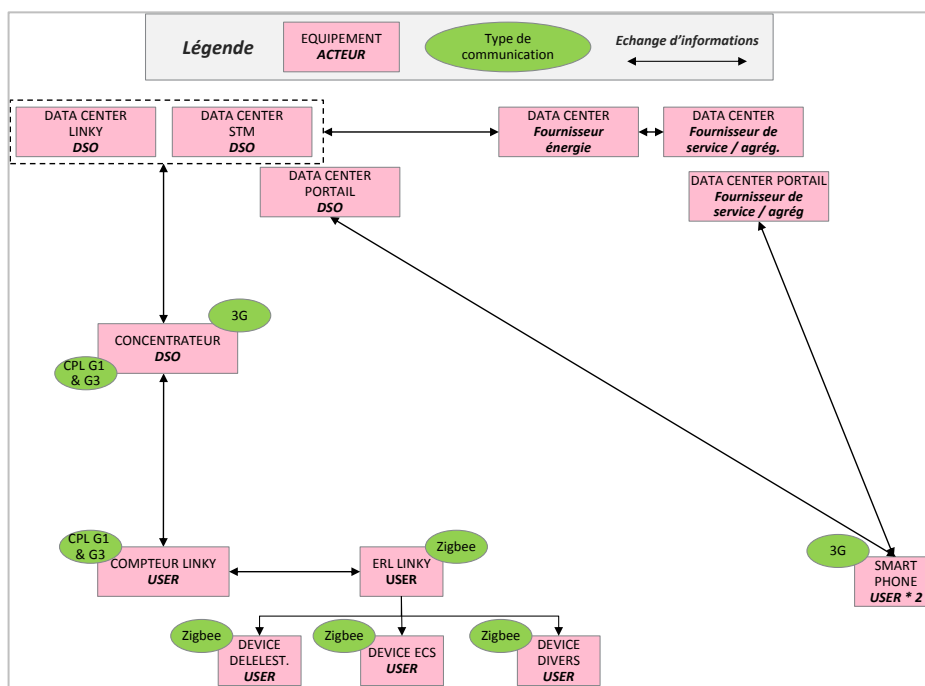 Légende
EQUIPEMENT
ACTEUR
Type de
communication
Echange d'informations
DATA CENTER
LINKY
DSO
DATA CENTER
STM
DSO
DATA CENTER
Fournisseur
énergie
DATA CENTER
Fournisseur de
service / agrég.
DATA CENTER
PORTAIL
DSO
DATA CENTER PORTAIL
Fournisseur de
service / agrég
3G
CONCENTRATEUR
DSO
CPL G1
& G3
CPL G1
& G3
COMPTEUR LINKY
USER
Zigbee
ERL LINKY
USER
3G
SMART
PHONE
USER * 2
Zigbee
DEVICE
DELELEST.
USER
Zigbee
DEVICE ECS
USER
Zigbee
DEVICE
DIVERS
USER